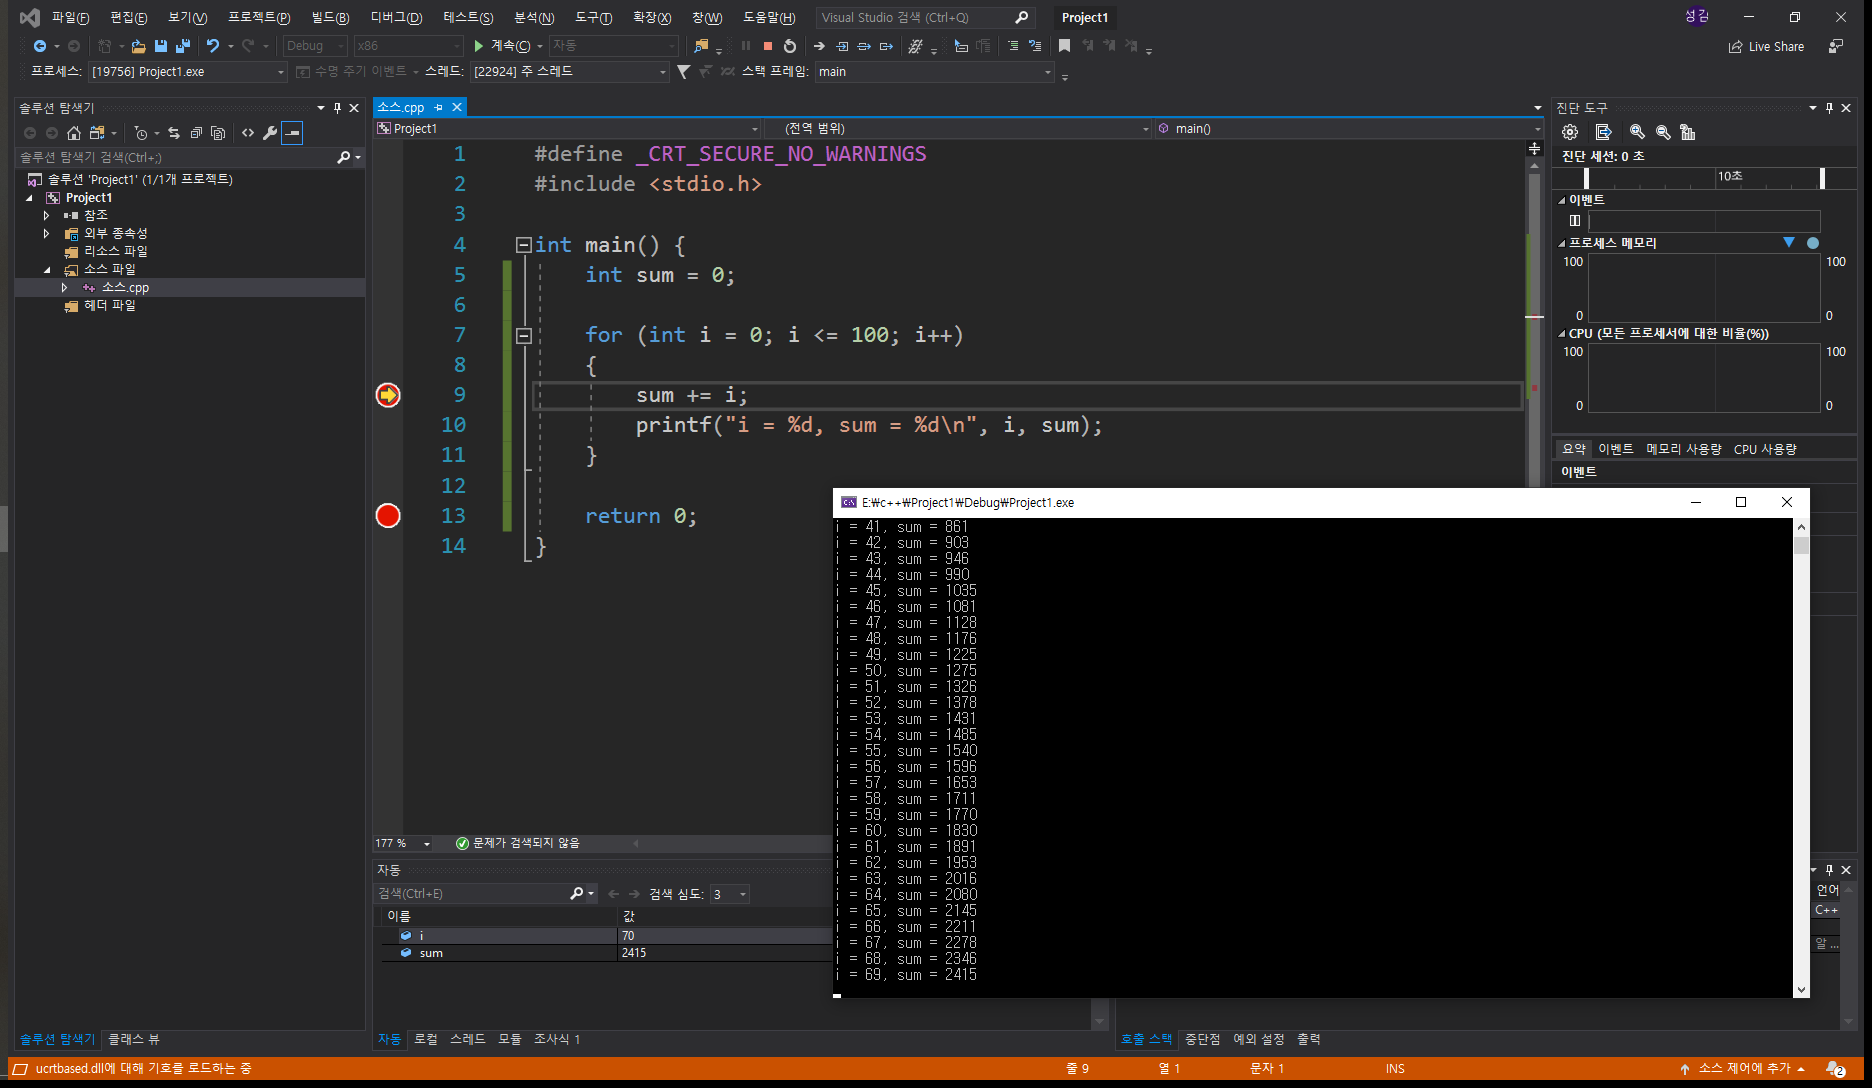 파일(F) 편집(E) 보기(V) 프로젝트(P) 빌드(B) 디버그(D) 테스트(S) 분석(N) 도구(T) 확장(X) 창(W) 도움말(H) Visual Studio 검색 (Ctrl+Q) Project1 성김
Debug x86 계속(C) 자동 Live Share
프로세스: [19756] Project1.exe 수명 주기 이벤트 스레드: [22924] 주 스레드 스택 프레임: main
솔루션 탐색기
솔루션 탐색기 검색(Ctrl+;)
솔루션 'Project1' (1/1개 프로젝트)
Project1
참조
외부 종속성
리소스 파일
소스 파일
소스.cpp
헤더 파일
솔루션 탐색기 클래스 뷰
소스.cpp
Project1 (전역 범위) main()
1 #define _CRT_SECURE_NO_WARNINGS
2 #include <stdio.h>
3
4 int main() {
5 int sum = 0;
6
7 for (int i = 0; i <= 100; i++)
8 {
9 sum += i;
10 printf("i = %d, sum = %d\n", i, sum);
11 }
12
13 return 0;
14 }
177 % 문제가 검색되지 않음
자동
검색(Ctrl+E) 검색 심도: 3
이름 값
i 70
sum 2415
자동 로컬 스레드 모듈 조사식 1
E:₩c++₩Project1₩Debug₩Project1.exe
i = 41, sum = 861
i = 42, sum = 903
i = 43, sum = 946
i = 44, sum = 990
i = 45, sum = 1035
i = 46, sum = 1081
i = 47, sum = 1128
i = 48, sum = 1176
i = 49, sum = 1225
i = 50, sum = 1275
i = 51, sum = 1326
i = 52, sum = 1378
i = 53, sum = 1431
i = 54, sum = 1485
i = 55, sum = 1540
i = 56, sum = 1596
i = 57, sum = 1653
i = 58, sum = 1711
i = 59, sum = 1770
i = 60, sum = 1830
i = 61, sum = 1891
i = 62, sum = 1953
i = 63, sum = 2016
i = 64, sum = 2080
i = 65, sum = 2145
i = 66, sum = 2211
i = 67, sum = 2278
i = 68, sum = 2346
i = 69, sum = 2415
진단 도구
진단 세션: 0 초
10초
이벤트
프로세스 메모리
100 100
0 0
CPU (모든 프로세서에 대한 비율(%))
100 100
0 0
요약 이벤트 메모리 사용량 CPU 사용량
이벤트
언어
C++
알 ...
호출 스택 중단점 예외 설정 출력
ucrtbased.dll에 대해 기호를 로드하는 중 줄 9 열 1 문자 1 INS 소스 제어에 추가 2